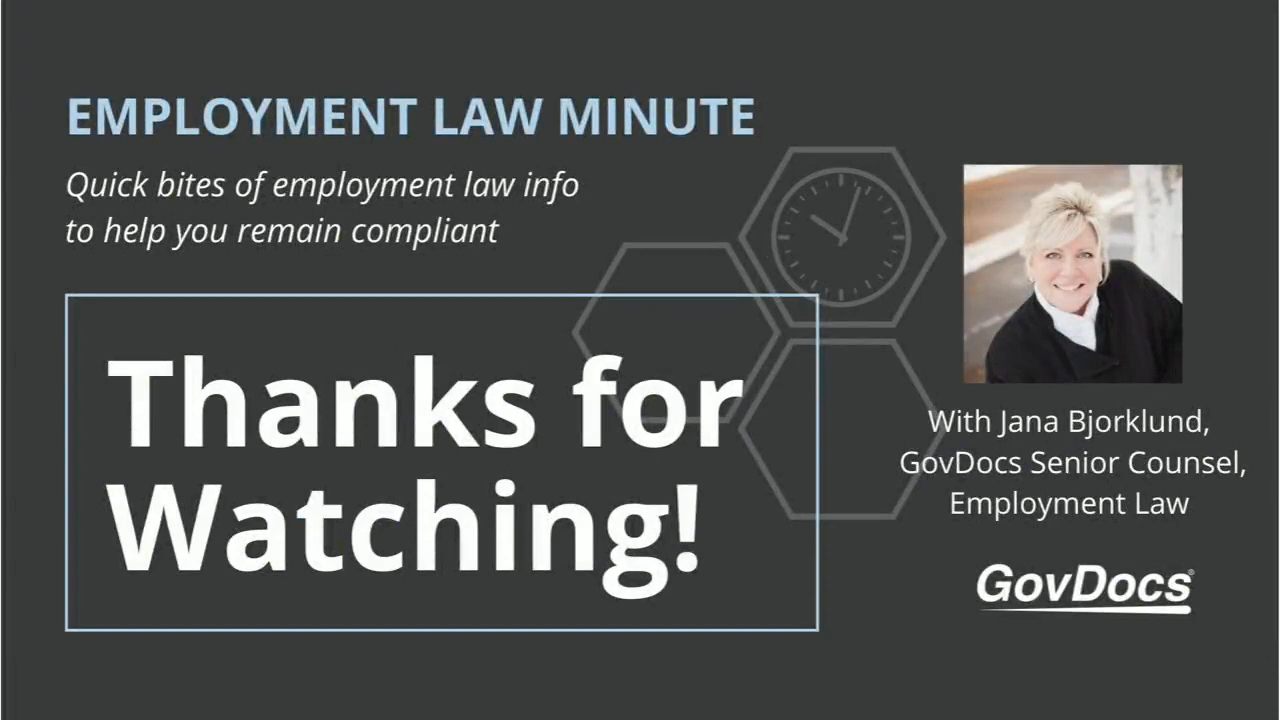 EMPLOYMENT LAW MINUTE
Quick bites of employment law info
to help you remain compliant
Thanks for
Watching!
With Jana Bjorklund,
GovDocs Senior Counsel,
Employment Law
GovDocs®